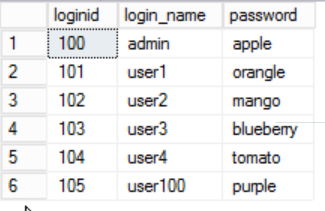 loginid login_name password
1 100 admin apple
2 101 user1 orangle
3 102 user2 mango
4 103 user3 blueberry
5 104 user4 tomato
6 105 user100 purple